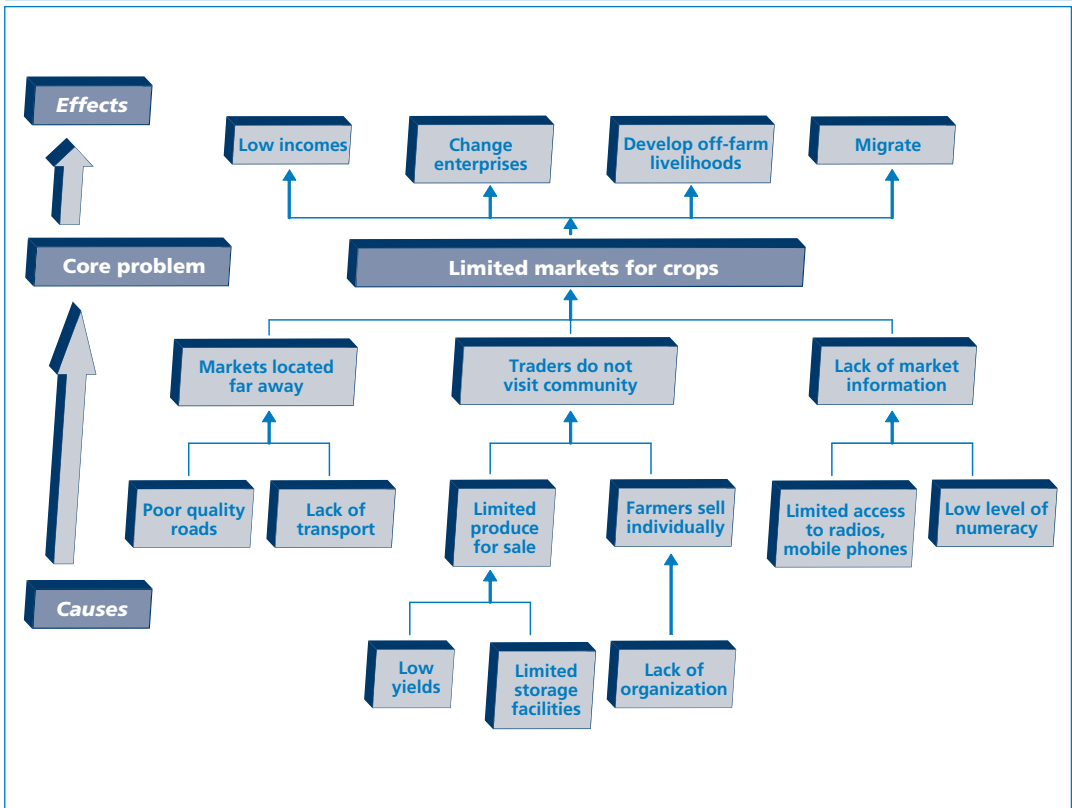 Effects
Low incomes
Change
enterprises
Develop off-farm
livelihoods
Migrate
Core problem
Limited markets for crops
Markets located
far away
Traders do not
visit community
Lack of market
information
Poor quality
roads
Lack of
transport
Limited
produce
for sale
Farmers sell
individually
Limited access
to radios,
mobile phones
Low level of
numeracy
Causes
Low
yields
Limited
storage
facilities
Lack of
organization